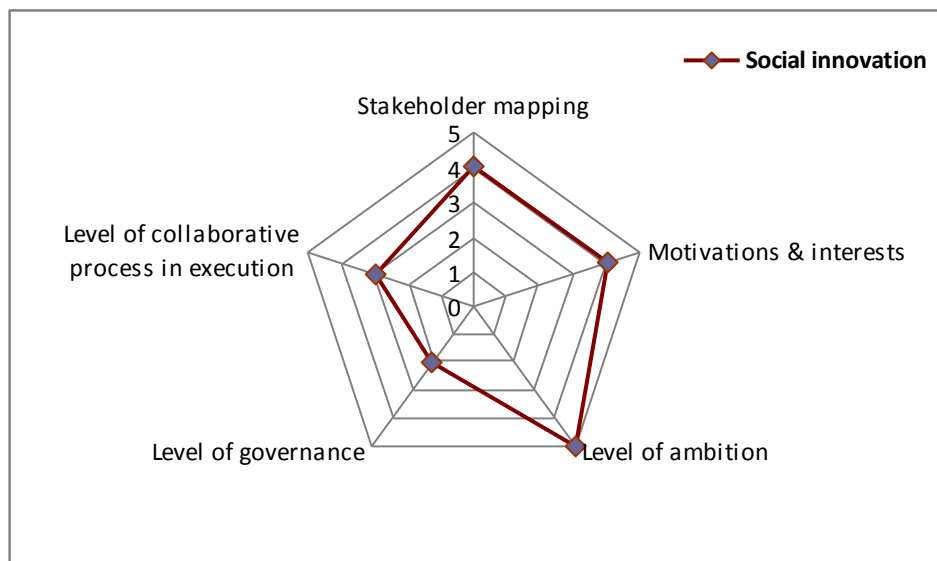 Social innovation
Stakeholder mapping
5
4
3
2
1
0
Level of collaborative
process in execution
Motivations & interests
Level of governance
Level of ambition